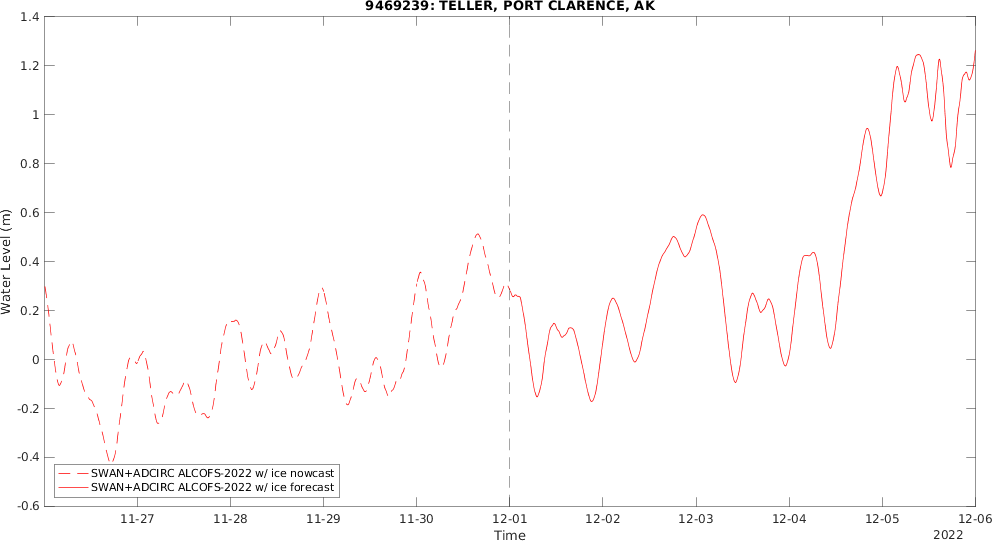 9469239: TELLER, PORT CLARENCE, AK
1.4
1.2
1
0.8
0.6
0.4
0.2
0
-0.2
-0.4
-0.6
Water Level (m)
SWAN+ADCIRC ALCOFS-2022 w/ ice nowcast
SWAN+ADCIRC ALCOFS-2022 w/ ice forecast
11-27 11-28 11-29 11-30 12-01 12-02 12-03 12-04 12-05 12-06
Time
2022